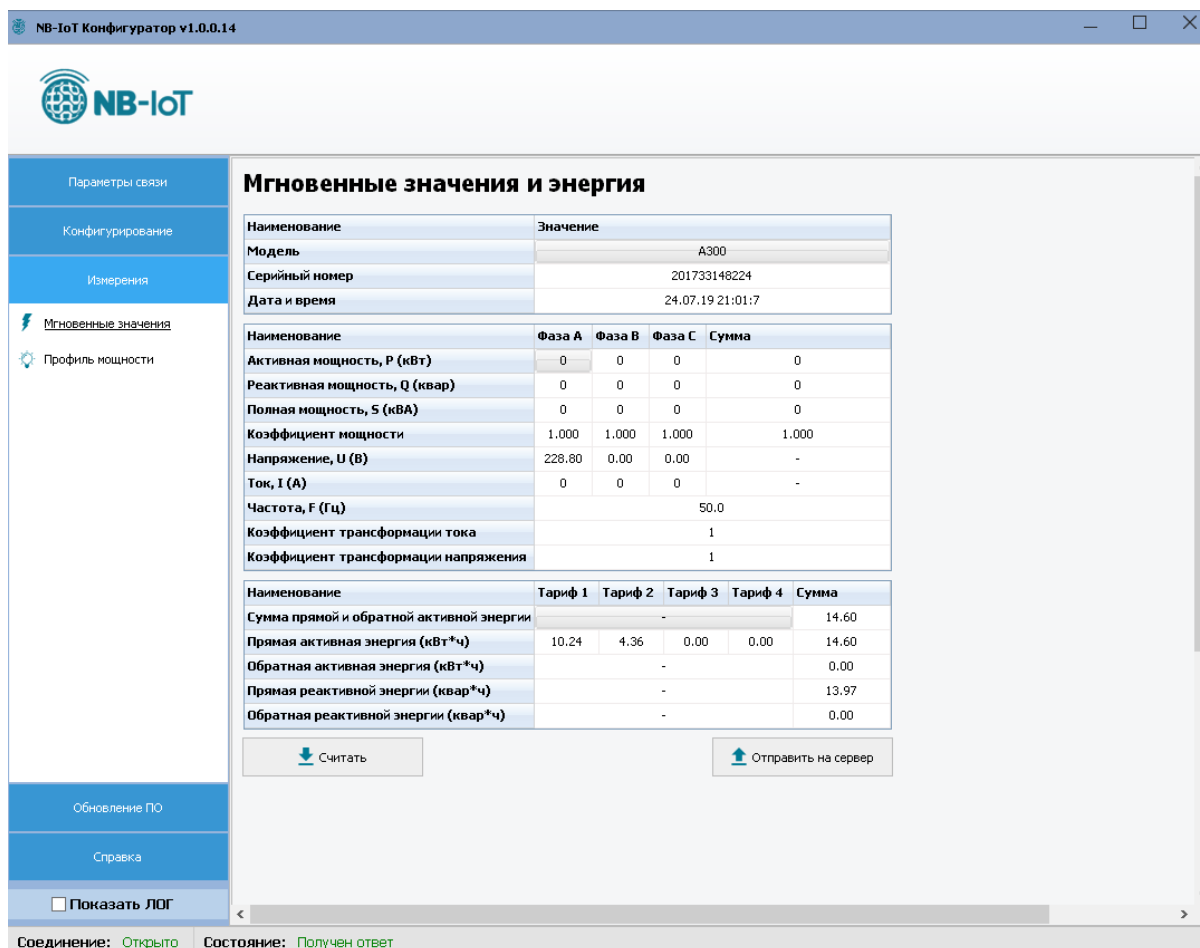 NB-IoT Конфигуратор v1.0.0.14
NB-IoT
Параметры связи
Конфигурирование
Измерения
Мгновенные значения
Профиль мощности
Обновление ПО
Справка
Показать ЛОГ
Мгновенные значения и энергия
Наименование Значение
Модель A300
Серийный номер 201733148224
Дата и время 24.07.19 21:01:7
Наименование Фаза A Фаза B Фаза C Сумма
Активная мощность, P (кВт) 0 0 0 0
Реактивная мощность, Q (квар) 0 0 0 0
Полная мощность, S (кВА) 0 0 0 0
Коэффициент мощности 1.000 1.000 1.000 1.000
Напряжение, U (В) 228.80 0.00 0.00 -
Ток, I (А) 0 0 0 -
Частота, F (Гц) 50.0
Коэффициент трансформации тока 1
Коэффициент трансформации напряжения 1
Наименование Тариф 1 Тариф 2 Тариф 3 Тариф 4 Сумма
Сумма прямой и обратной активной энергии - 14.60
Прямая активная энергия (кВт*ч) 10.24 4.36 0.00 0.00 14.60
Обратная активная энергия (кВт*ч) - 0.00
Прямая реактивной энергии (квар*ч) - 13.97
Обратная реактивной энергии (квар*ч) - 0.00
Считать
Отправить на сервер
Соединение: Открыто Состояние: Получен ответ